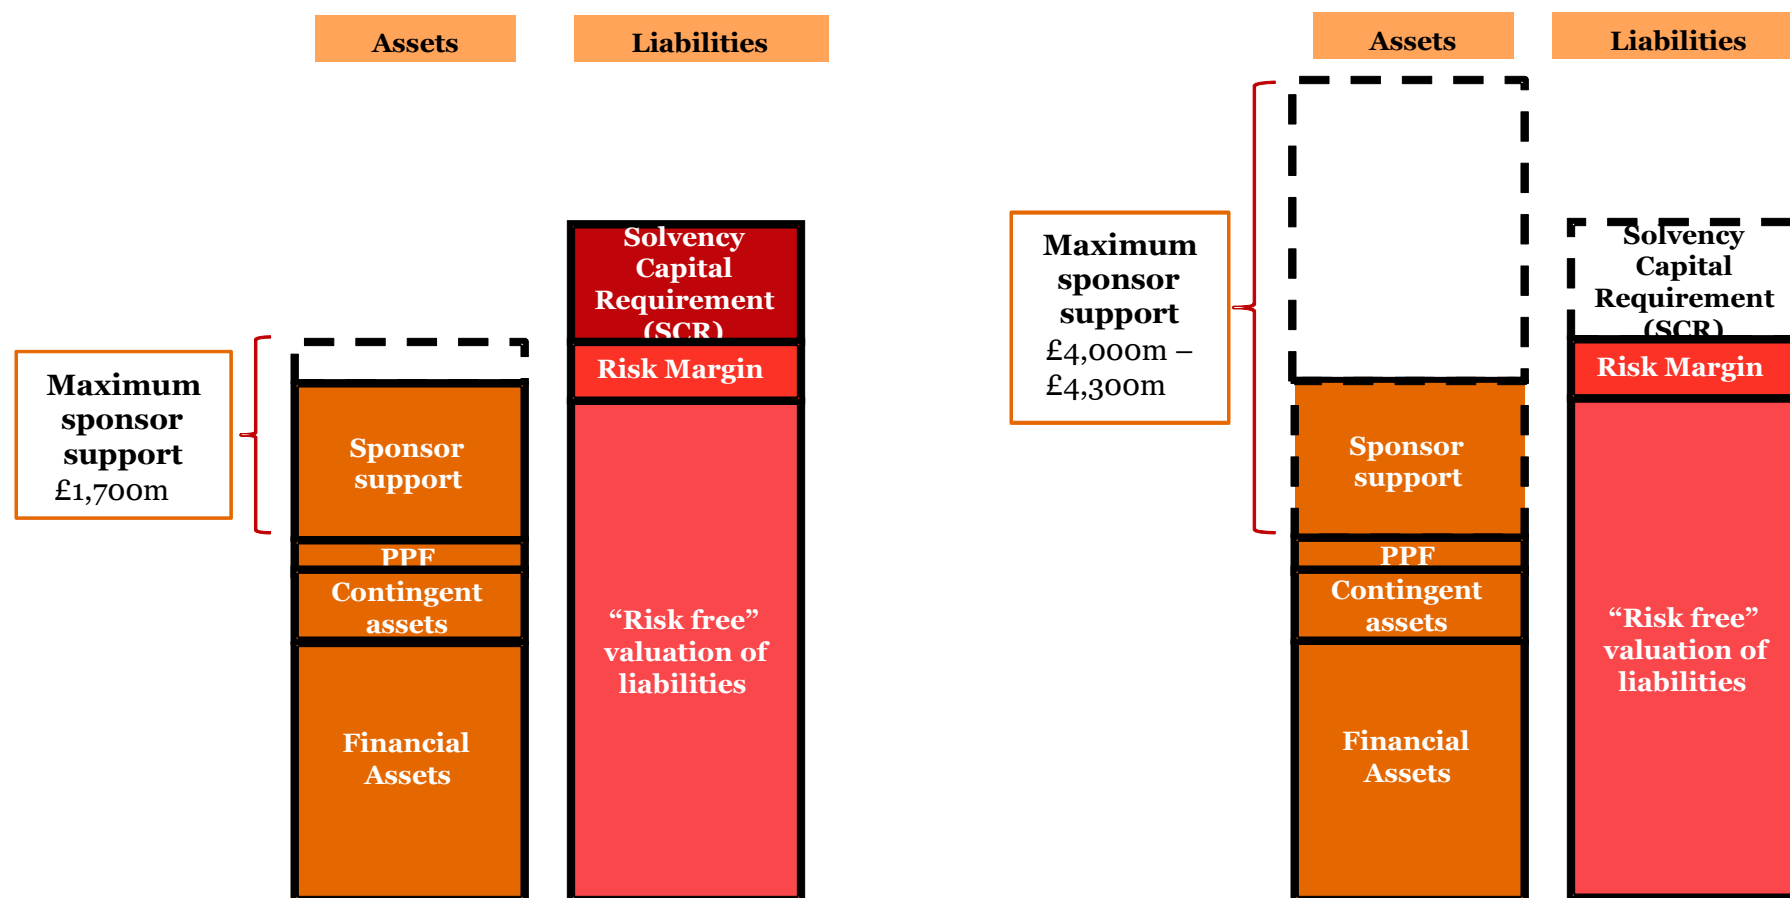 Assets
Liabilities
Maximum
sponsor
support
£1,700m
Sponsor
support
PPF
Contingent
assets
Financial
Assets
Solvency
Capital
Requirement
(SCR)
Risk Margin
“Risk free”
valuation of
liabilities
Assets
Liabilities
Maximum
sponsor
support
£4,000m –
£4,300m
Sponsor
support
PPF
Contingent
assets
Financial
Assets
Solvency
Capital
Requirement
(SCR)
Risk Margin
“Risk free”
valuation of
liabilities